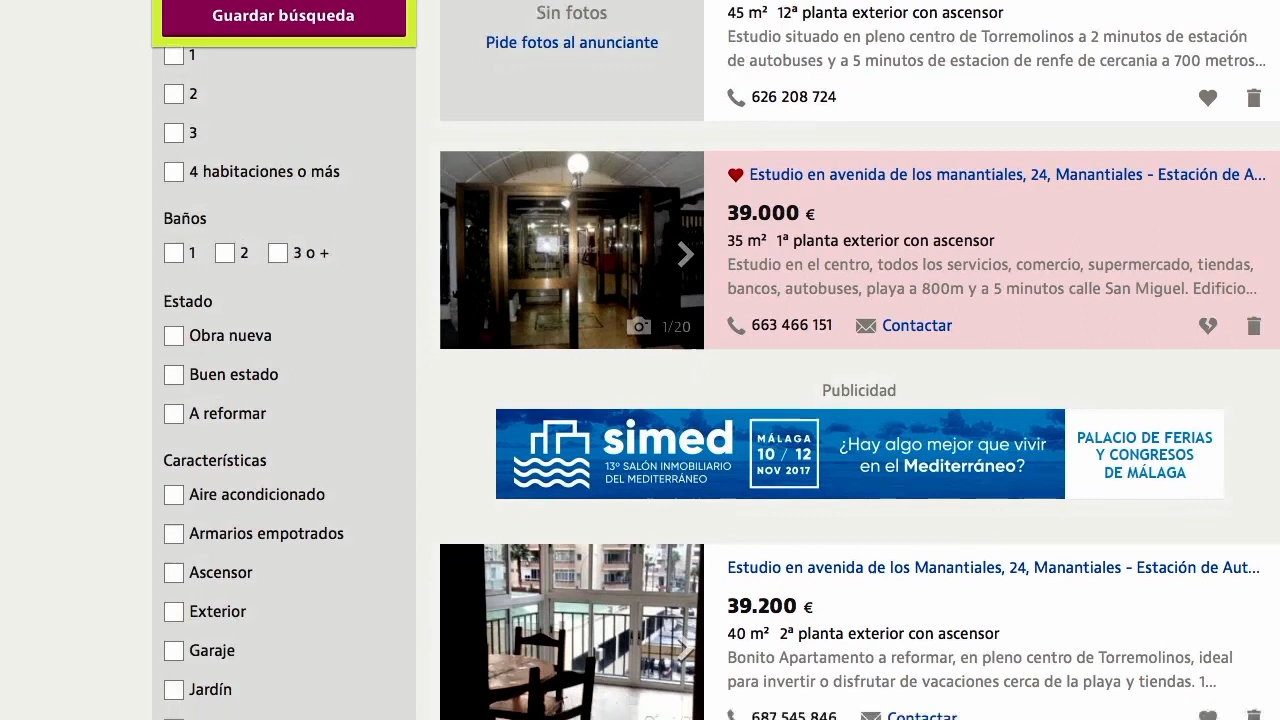 Guardar búsqueda
1
2
3
4 habitaciones o más
Baños
1 2 3 o +
Estado
Obra nueva
Buen estado
A reformar
Características
Aire acondicionado
Armarios empotrados
Ascensor
Exterior
Garaje
Jardín
Sin fotos
Pide fotos al anunciante
45 m² 12ª planta exterior con ascensor
Estudio situado en pleno centro de Torremolinos a 2 minutos de estación
de autobuses y a 5 minutos de estacion de renfe de cercania a 700 metros...
626 208 724
1/20
Estudio en avenida de los manantiales, 24, Manantiales - Estación de A...
39.000 €
35 m² 1ª planta exterior con ascensor
Estudio en el centro, todos los servicios, comercio, supermercado, tiendas,
bancos, autobuses, playa a 800m y a 5 minutos calle San Miguel. Edificio...
663 466 151 Contactar
Publicidad
simed
13º SALÓN INMOBILIARIO
DEL MEDITERRÁNEO
MÁLAGA
10 / 12
NOV 2017
¿Hay algo mejor que vivir
en el Mediterráneo?
PALACIO DE FERIAS
Y CONGRESOS
DE MÁLAGA
Estudio en avenida de los Manantiales, 24, Manantiales - Estación de Aut...
39.200 €
40 m² 2ª planta exterior con ascensor
Bonito Apartamento a reformar, en pleno centro de Torremolinos, ideal
para invertir o disfrutar de vacaciones cerca de la playa y tiendas. 1...
687 545 846 Contactar